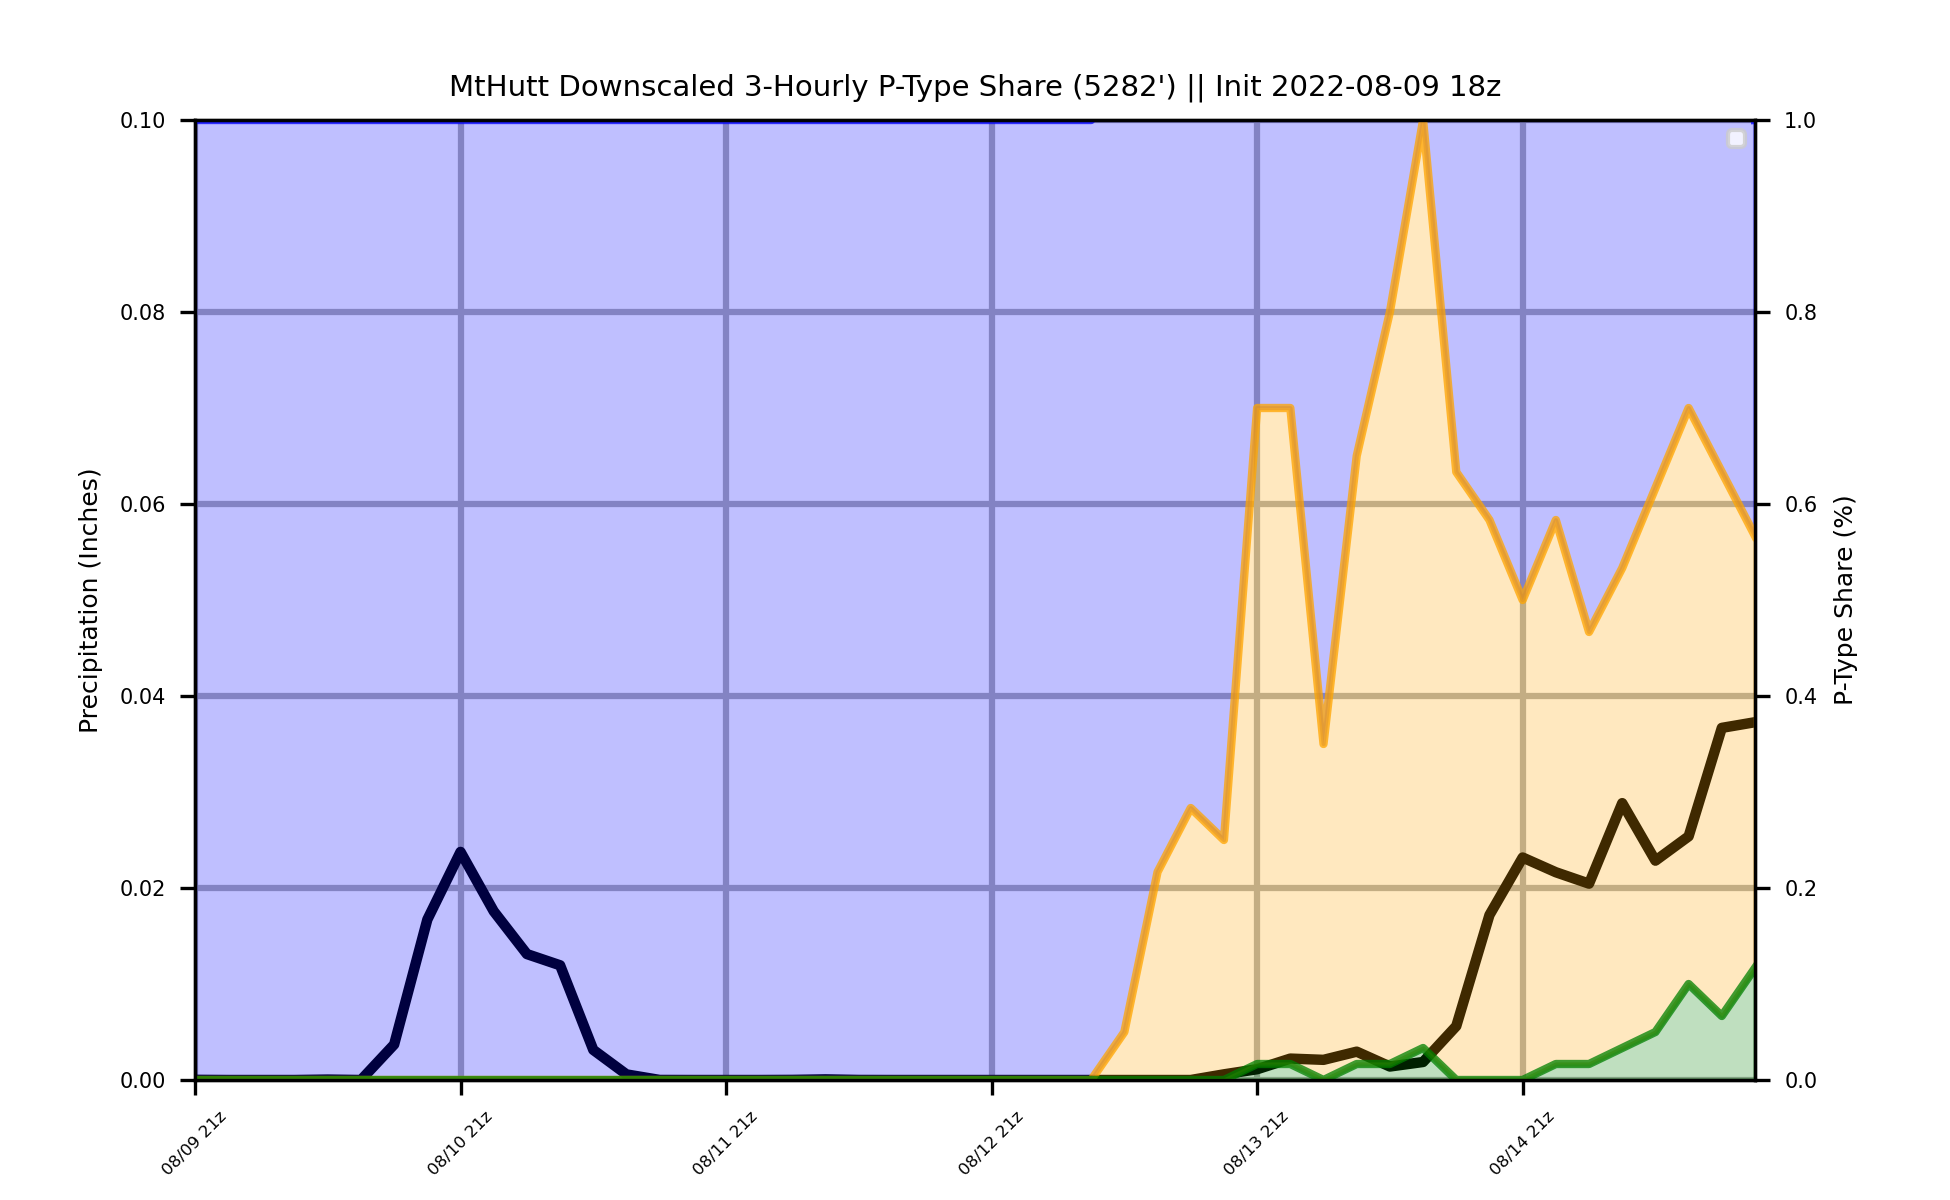 MtHutt Downscaled 3-Hourly P-Type Share (5282') || Init 2022-08-09 18z
0.10
0.08
0.06
0.04
0.02
0.00
Precipitation (Inches)
1.0
0.8
0.6
0.4
0.2
0.0
P-Type Share (%)
08/09 21z
08/10 21z
08/11 21z
08/12 21z
08/13 21z
08/14 21z